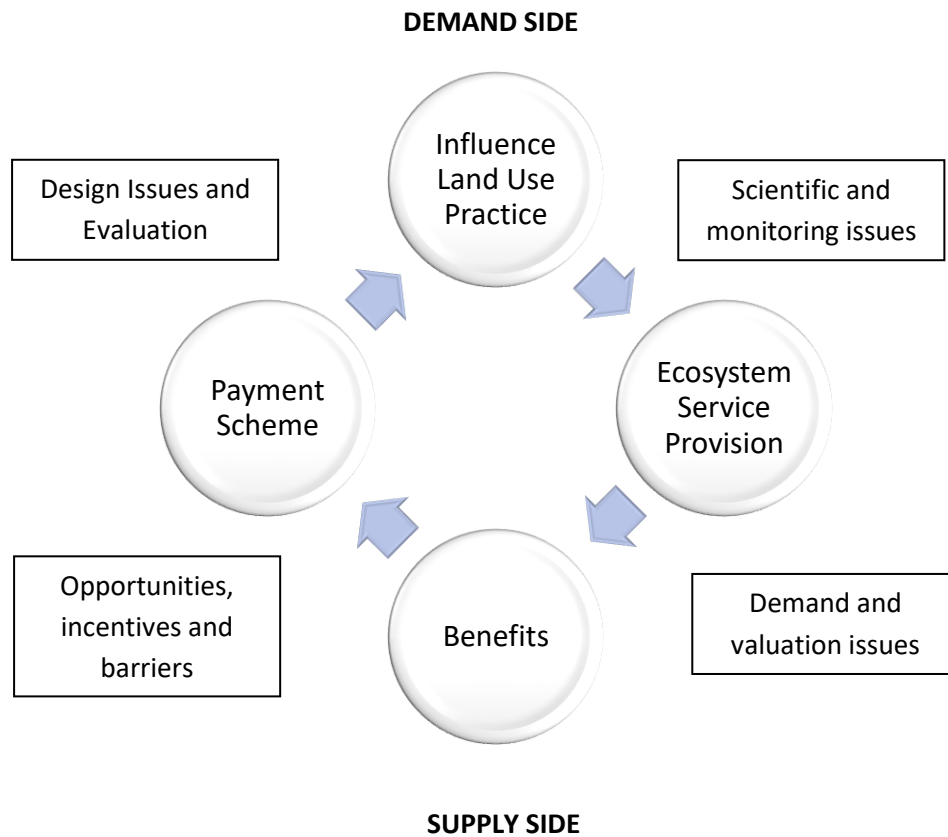 DEMAND SIDE
Influence
Land Use
Practice
Design Issues and
Evaluation
Scientific and
monitoring issues
Payment
Scheme
Ecosystem
Service
Provision
Opportunities,
incentives and
barriers
Benefits
Demand and
valuation issues
SUPPLY SIDE